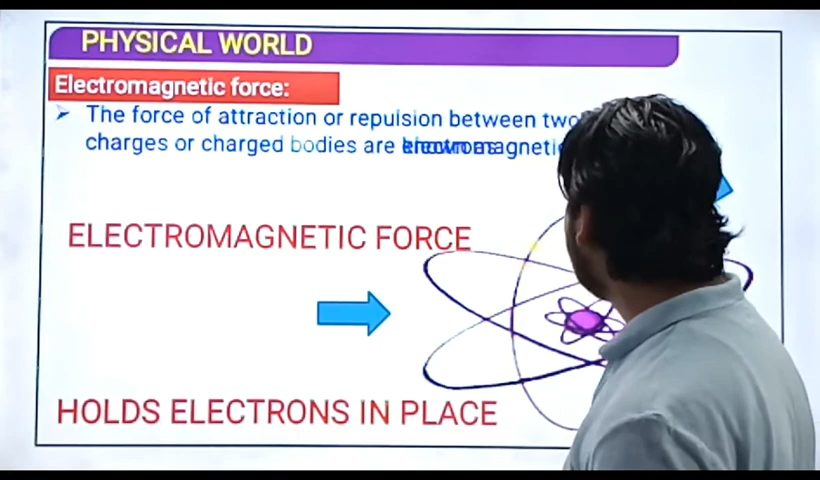 PHYSICAL WORLD
Electromagnetic force:
➢ The force of attraction or repulsion between two
charges or charged bodies are
ELECTROMAGNETIC FORCE
HOLDS ELECTRONS IN PLACE